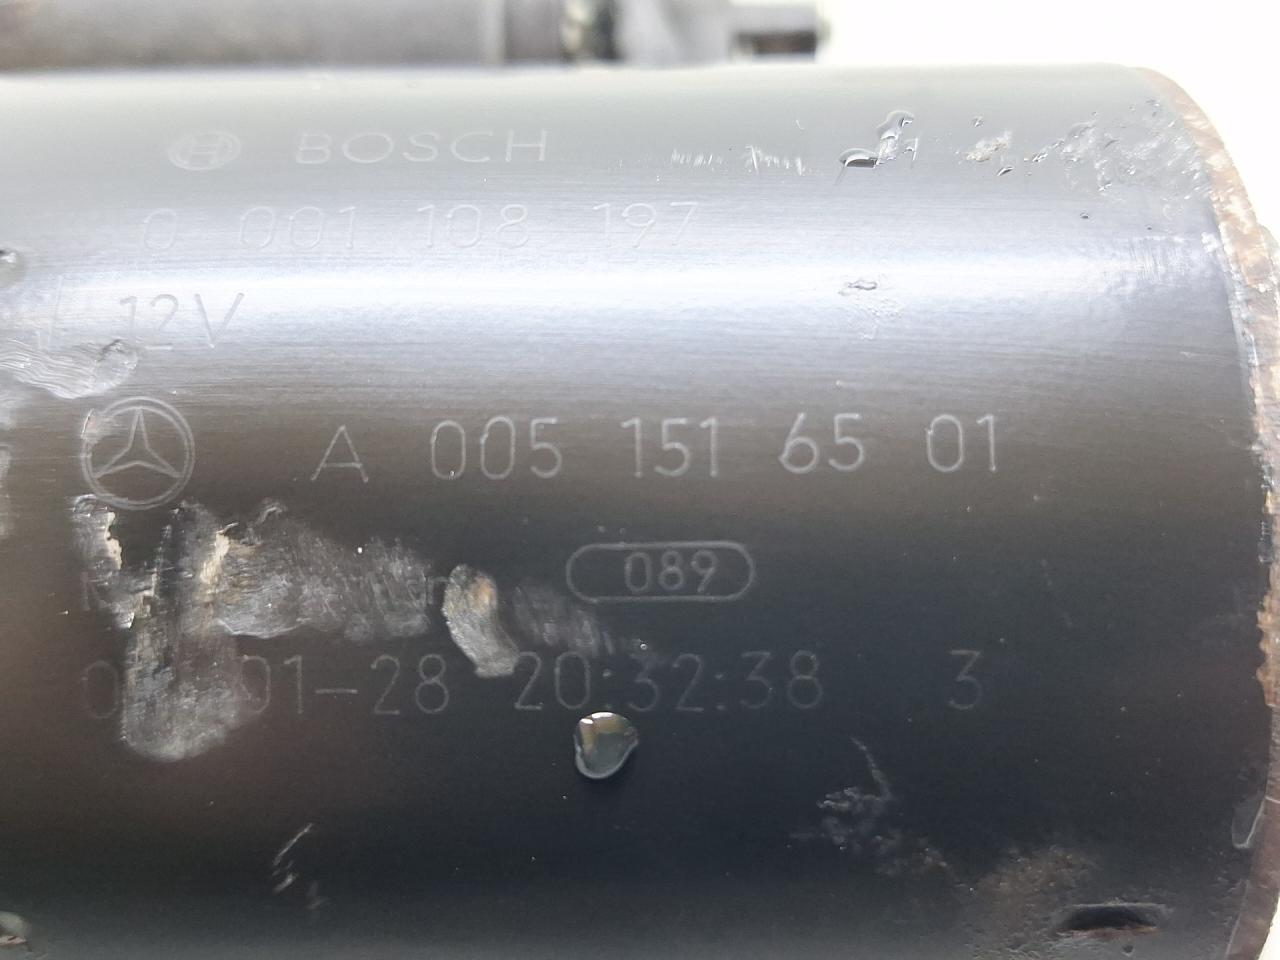 BOSCH
0 001 108 197
12V
A 005 151 65 01
089
01-28 20:32:38 3